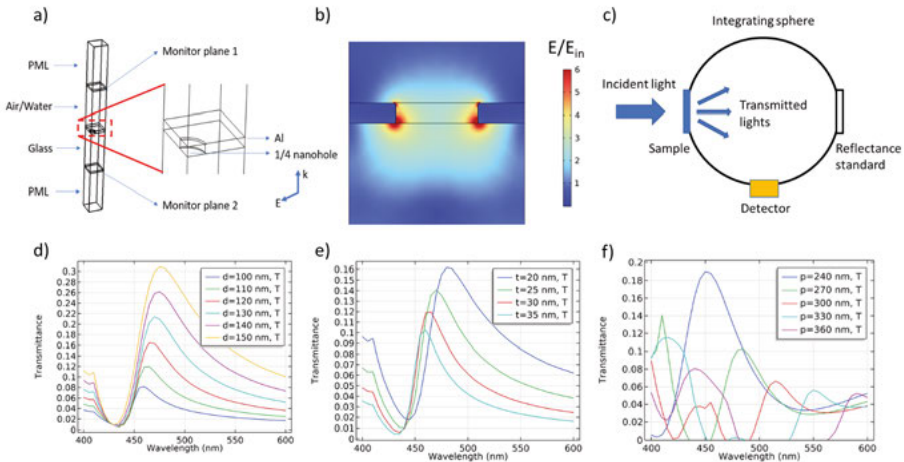 a)
Monitor plane 1
PML
Air/Water
Glass
PML
Monitor plane 2
Al
1/4 nanohole
k
E
b)
E/E_in
6
5
4
3
2
1
c)
Integrating sphere
Incident light
Transmitted
lights
Sample
Reflectance
standard
Detector
d)
Transmittance
0.3
0.28
0.26
0.24
0.22
0.2
0.18
0.16
0.14
0.12
0.1
0.08
0.06
0.04
0.02
400 450 500 550 600
Wavelength (nm)
d=100 nm, T
d=110 nm, T
d=120 nm, T
d=130 nm, T
d=140 nm, T
d=150 nm, T
e)
Transmittance
0.16
0.15
0.14
0.13
0.12
0.11
0.1
0.09
0.08
0.07
0.06
0.05
0.04
0.03
0.02
0.01
400 450 500 550 600
Wavelength (nm)
t=20 nm, T
t=25 nm, T
t=30 nm, T
t=35 nm, T
f)
Transmittance
0.2
0.18
0.16
0.14
0.12
0.1
0.08
0.06
0.04
0.02
0
400 450 500 550 600
Wavelength (nm)
p=240 nm, T
p=270 nm, T
p=300 nm, T
p=330 nm, T
p=360 nm, T